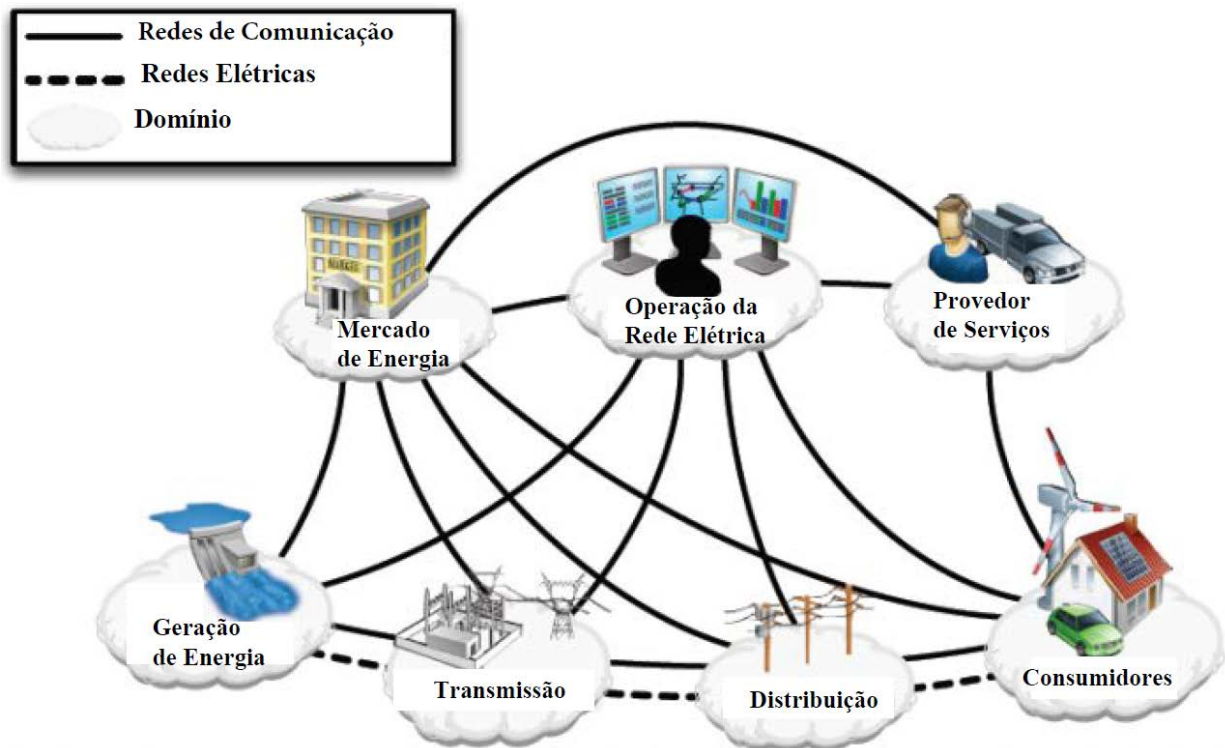 Redes de Comunicação
Redes Elétricas
Domínio
Mercado
de Energia
Operação da
Rede Elétrica
Provedor
de Serviços
Geração
de Energia
Transmissão
Distribuição
Consumidores